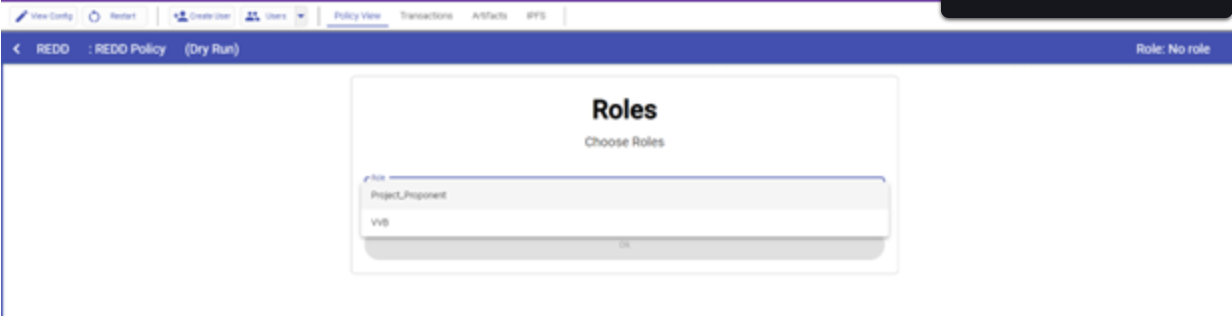 View Config Restart Create User Users Policy View Transactions Artifacts IPFS
REDD : REDD Policy (Dry Run) Role: No role
Roles
Choose Roles
Role
Project_Proponent
VVB
Ok